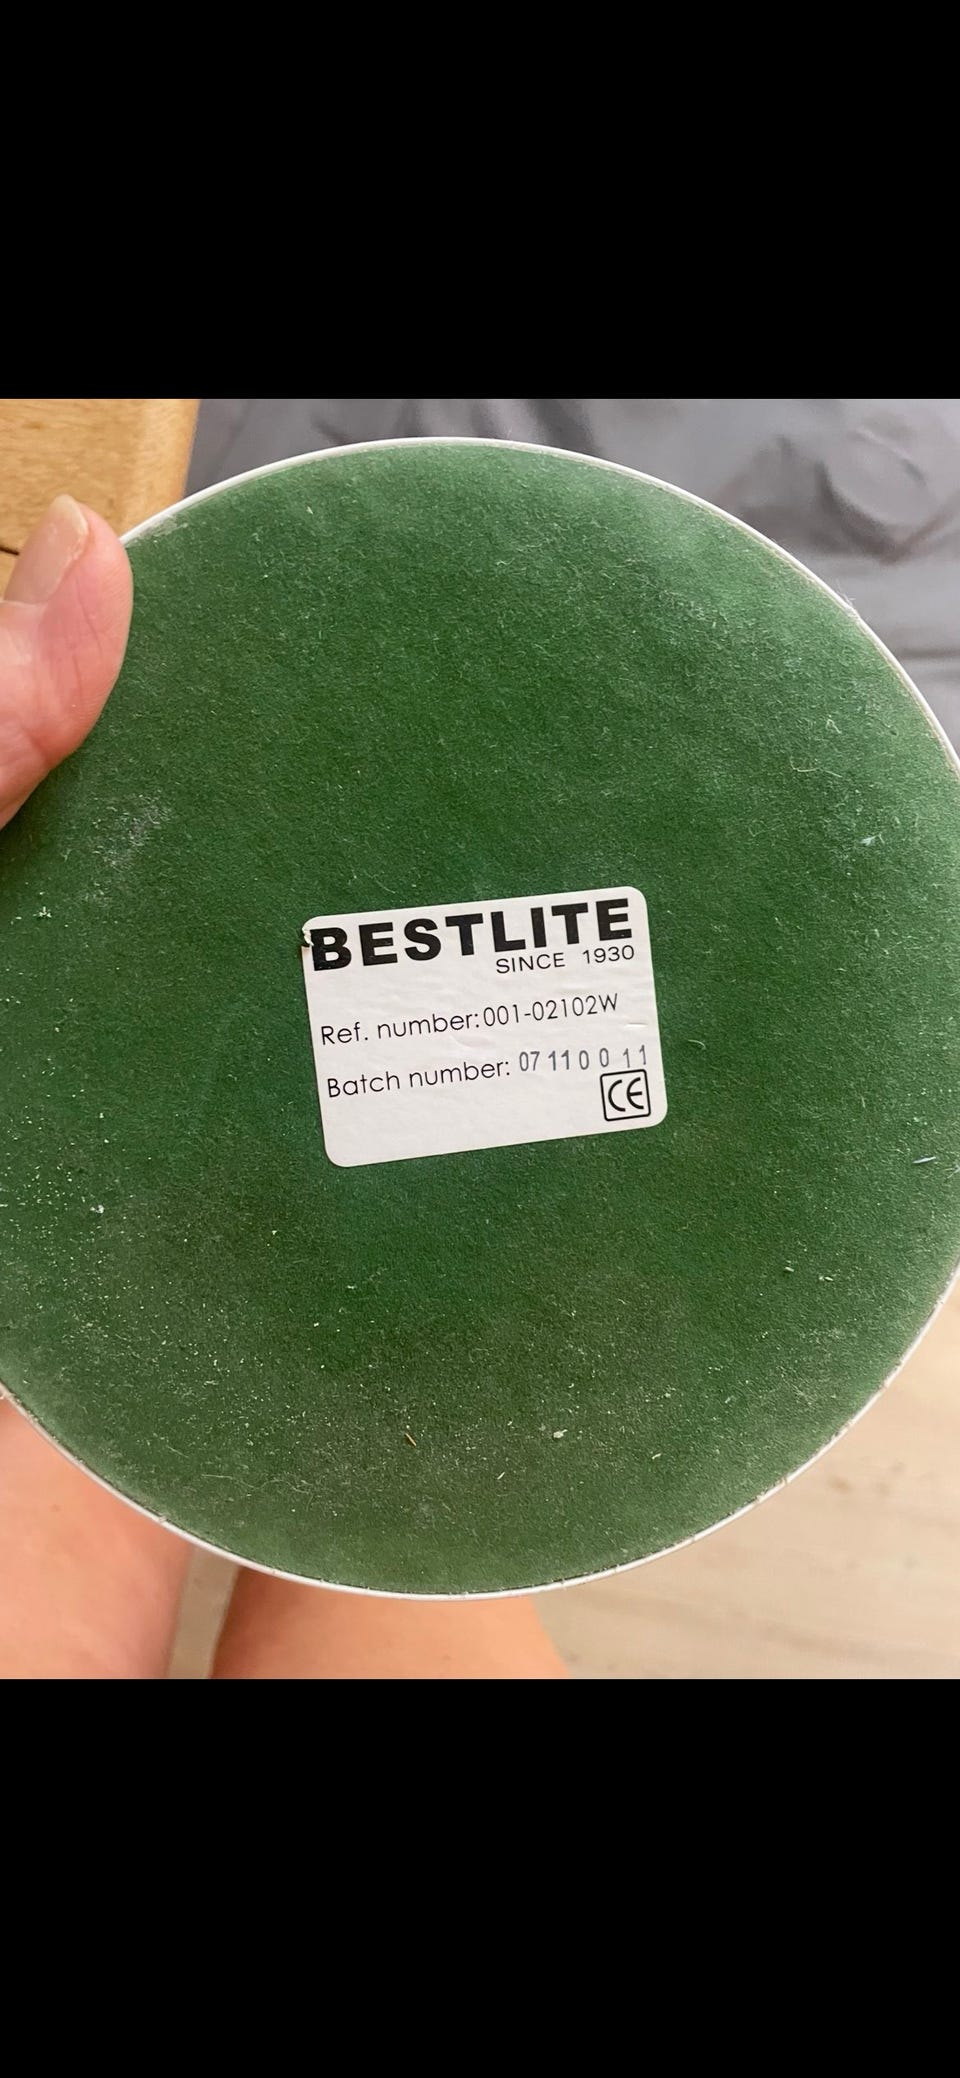 BESTLITE
SINCE 1930
Ref. number: 001-02102W
Batch number: 07 11 0 0 11
CE